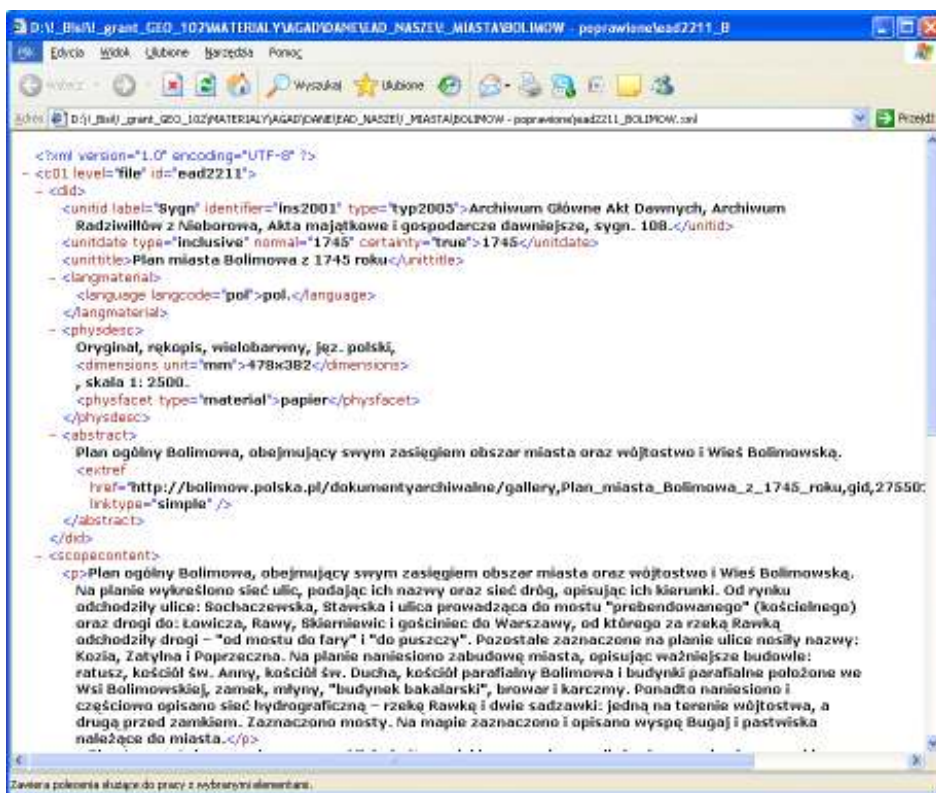 D:\!_BisI\!_grant_GEO_102\MATERIALY\AGAD\DANE\EAD_NASZE\!_MIASTA\BOLIMOW - poprawione\ead2211_B
Plik Edycja Widok Ulubione Narzędzia Pomoc
Wstecz Wyszukaj Ulubione
Adres D:\!_BisI\!_grant_GEO_102\MATERIALY\AGAD\DANE\EAD_NASZE\!_MIASTA\BOLIMOW - poprawione\ead2211_BOLIMOW.xml Przejdź
<?xml version="1.0" encoding="UTF-8" ?>
- <c01 level="file" id="ead2211">
- <did>
<unitid label="Sygn" identifier="ins2001" type="typ2005">Archiwum Główne Akt Dawnych, Archiwum
Radziwiłłów z Nieborowa, Akta majątkowe i gospodarcze dawniejsze, sygn. 108.</unitid>
<unitdate type="inclusive" normal="1745" certainty="true">1745</unitdate>
<unittitle>Plan miasta Bolimowa z 1745 roku</unittitle>
- <langmaterial>
<language langcode="pol">pol.</language>
</langmaterial>
- <physdesc>
Oryginał, rękopis, wielobarwny, jęz. polski,
<dimensions unit="mm">478x382</dimensions>
, skala 1: 2500.
<physfacet type="material">papier</physfacet>
</physdesc>
- <abstract>
Plan ogólny Bolimowa, obejmujący swym zasięgiem obszar miasta oraz wójtostwo i Wieś Bolimowską.
<extref
href="http://bolimow.polska.pl/dokumentyarchiwalne/gallery,Plan_miasta_Bolimowa_z_1745_roku,gid,27550
linktype="simple" />
</abstract>
</did>
- <scopecontent>
<p>Plan ogólny Bolimowa, obejmujący swym zasięgiem obszar miasta oraz wójtostwo i Wieś Bolimowską.
Na planie wykreślono sieć ulic, podając ich nazwy oraz sieć dróg, opisując ich kierunki. Od rynku
odchodziły ulice: Sochaczewska, Stawska i ulica prowadząca do mostu "prebendowanego" (kościelnego)
oraz drogi do: Łowicza, Rawy, Skierniewic i gościniec do Warszawy, od którego za rzeką Rawką
odchodziły drogi – "od mostu do fary" i "do puszczy". Pozostałe zaznaczone na planie ulice nosiły nazwy:
Kozia, Zatylna i Poprzeczna. Na planie naniesiono zabudowę miasta, opisując ważniejsze budowle:
ratusz, kościół św. Anny, kościół św. Ducha, kościół parafialny Bolimowa i budynki parafialne położone we
Wsi Bolimowskiej, zamek, młyny, "budynek bakalarski", browar i karczmy. Ponadto naniesiono i
częściowo opisano sieć hydrograficzną – rzekę Rawkę i dwie sadzawki: jedną na terenie wójtostwa, a
drugą przed zamkiem. Zaznaczono mosty. Na mapie zaznaczono i opisano wyspę Bugaj i pastwiska
należące do miasta.</p>
Zawiera polecenia służące do pracy z wybranymi elementami.